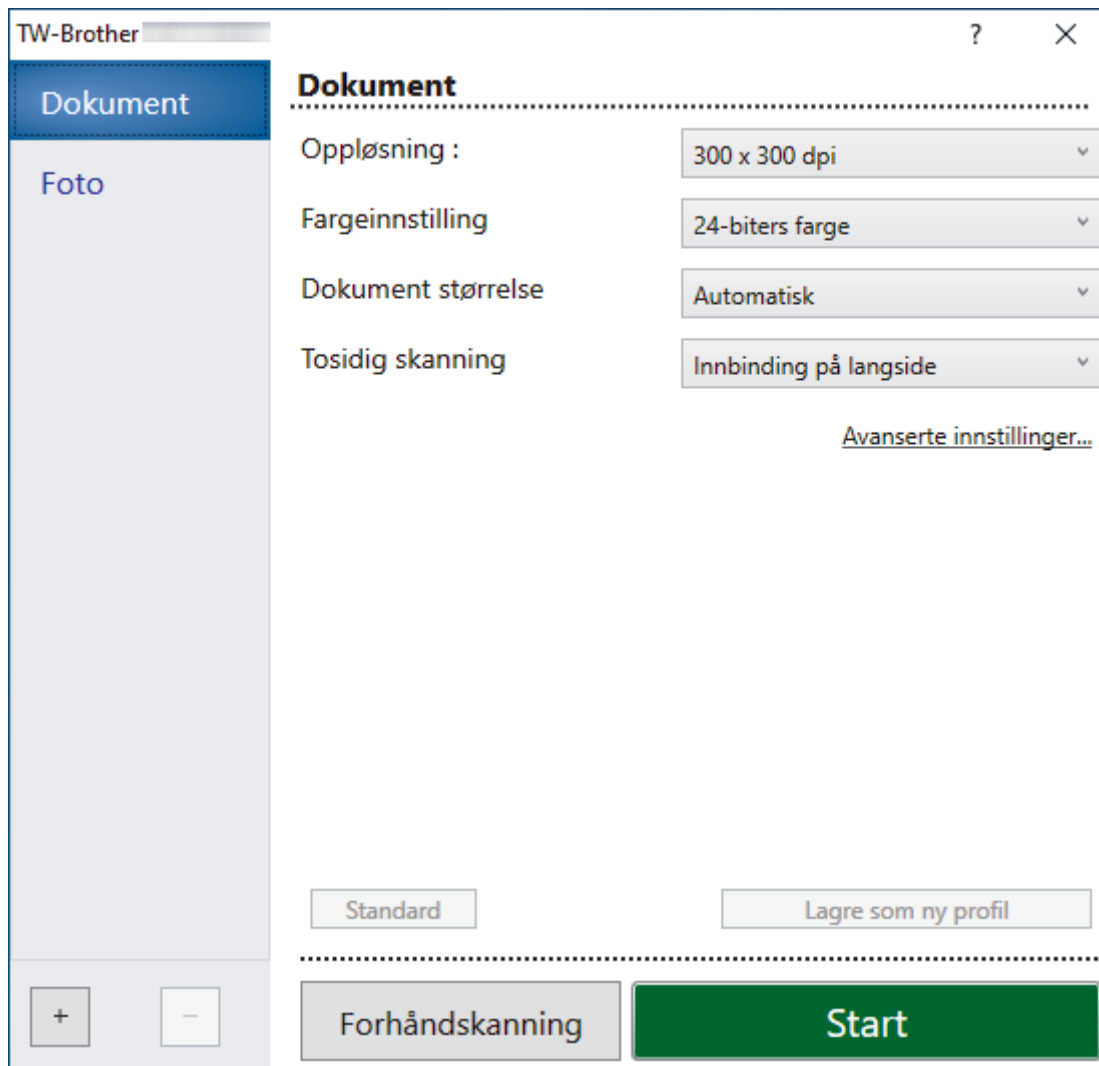 TW-Brother
?
Dokument
Foto
Dokument
Oppløsning :
300 x 300 dpi
Fargeinnstilling
24-biters farge
Dokument størrelse
Automatisk
Tosidig skanning
Innbinding på langside
Avanserte innstillinger...
Standard
Lagre som ny profil
+
−
Forhåndskanning
Start